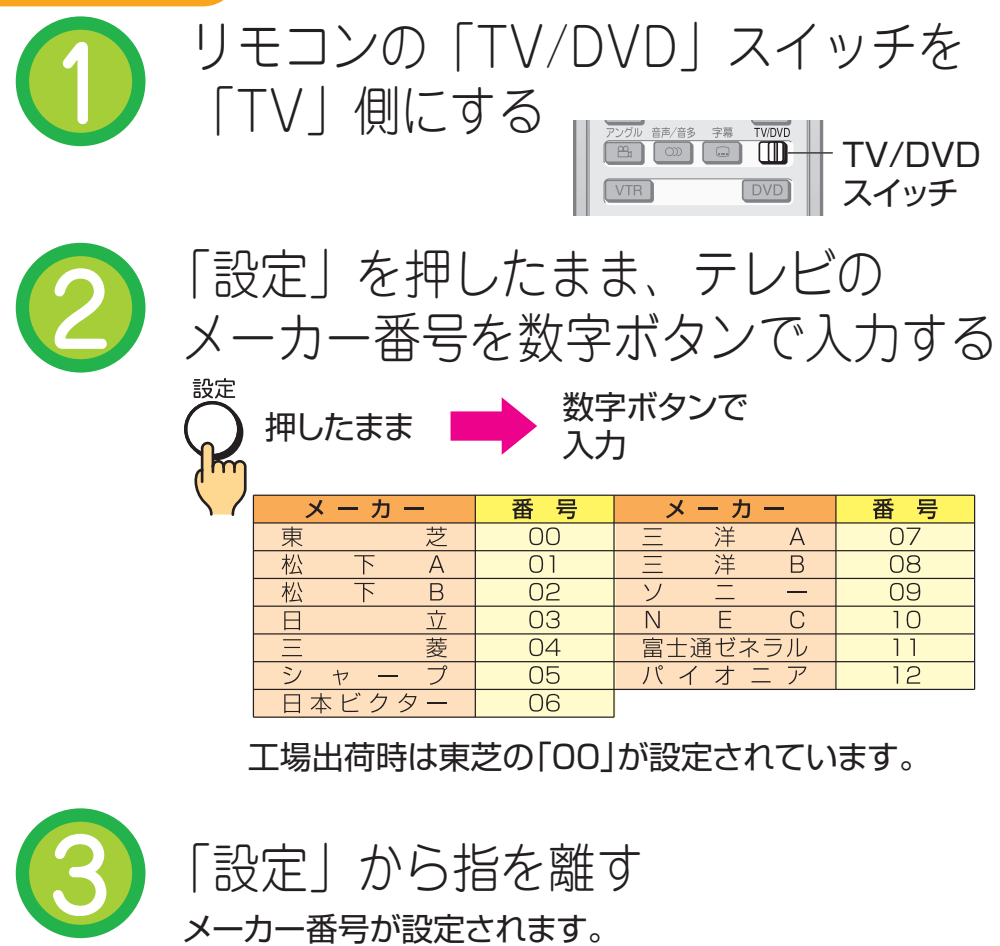 1
リモコンの「TV/DVD」スイッチを
「TV」側にする
アングル 音声/音多 字幕 TV/DVD
VTR DVD
TV/DVD
スイッチ
2
「設定」を押したまま、テレビの
メーカー番号を数字ボタンで入力する
設定
押したまま
数字ボタンで
入力
メーカー 番号 メーカー 番号
東芝 00 三洋A 07
松下A 01 三洋B 08
松下B 02 ソニー 09
日立 03 NEC 10
三菱 04 富士通ゼネラル 11
シャープ 05 パイオニア 12
日本ビクター 06
工場出荷時は東芝の「00」が設定されています。
3
「設定」から指を離す
メーカー番号が設定されます。